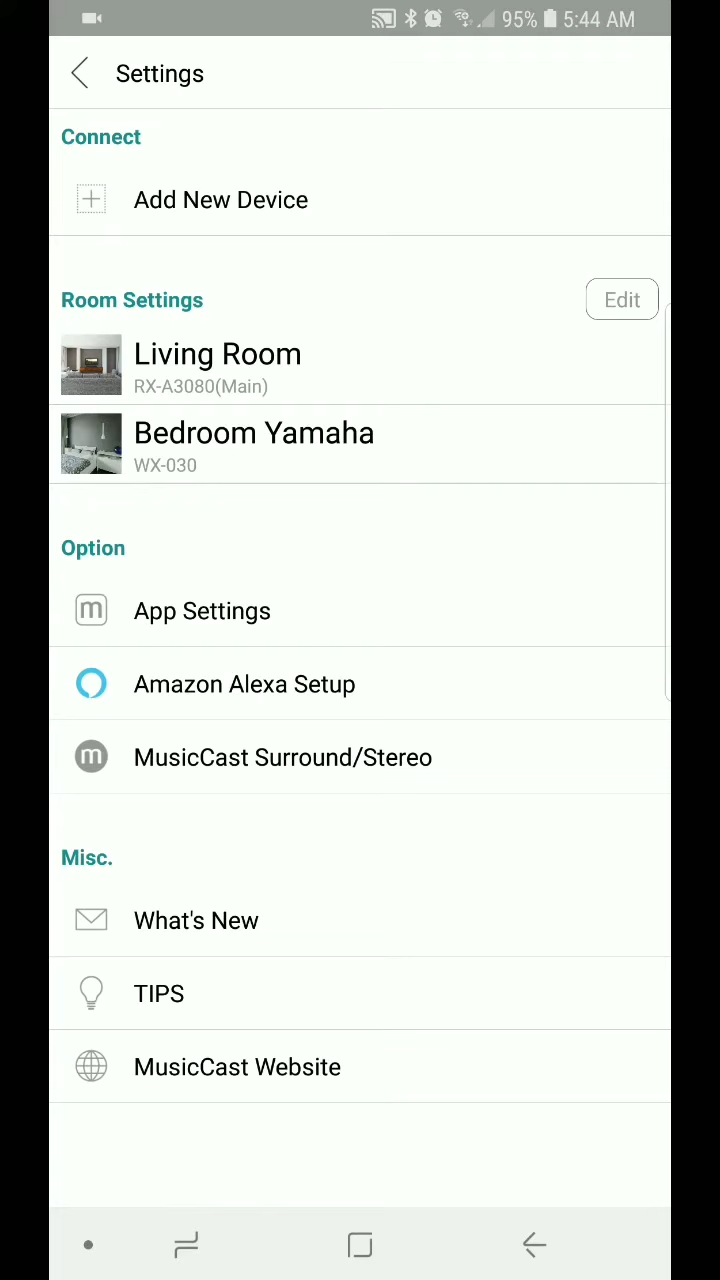 95% 5:44 AM
Settings
Connect
Add New Device
Room Settings
Edit
Living Room
RX-A3080(Main)
Bedroom Yamaha
WX-030
Option
m App Settings
Amazon Alexa Setup
m MusicCast Surround/Stereo
Misc.
What's New
TIPS
MusicCast Website